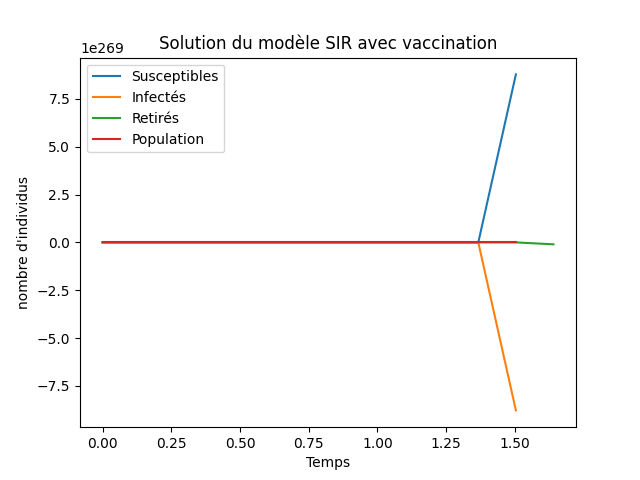 Solution du modèle SIR avec vaccination
1e269
Susceptibles
Infectés
Retirés
Population
7.5
5.0
2.5
0.0
−2.5
−5.0
−7.5
nombre d'individus
0.00 0.25 0.50 0.75 1.00 1.25 1.50
Temps